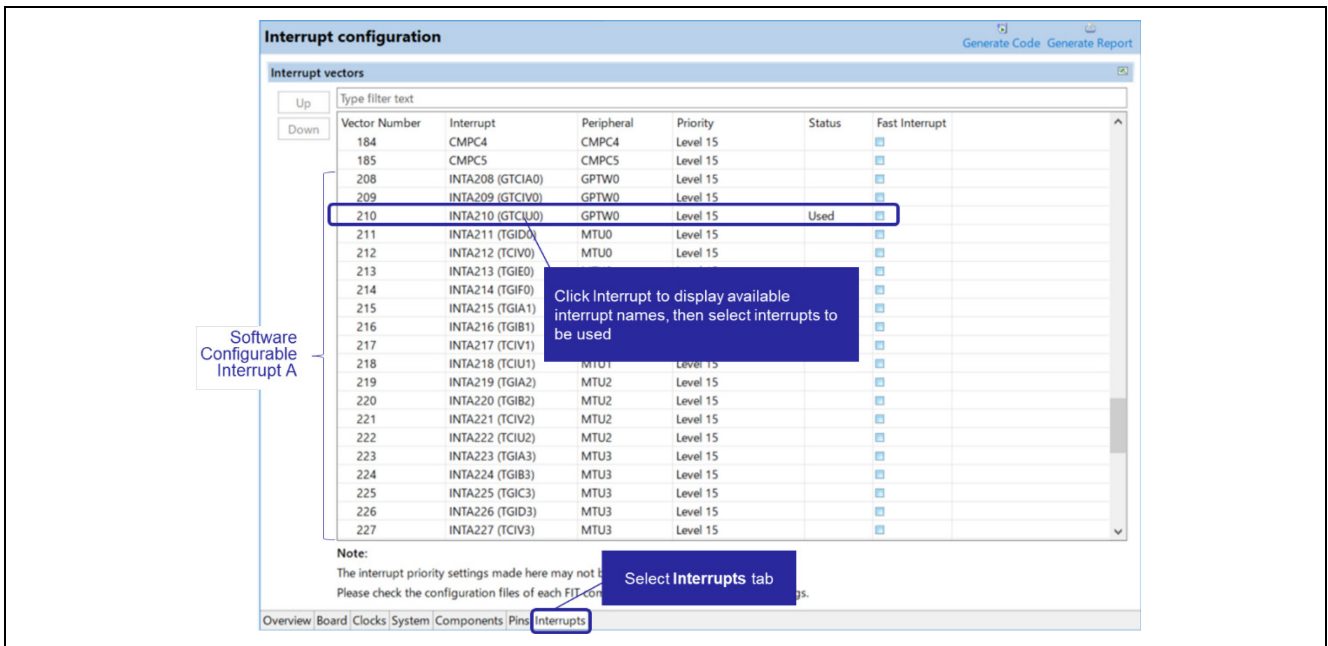 Interrupt configuration
Generate Code Generate Report
Interrupt vectors
Up
Down
Type filter text
Vector Number Interrupt Peripheral Priority Status Fast Interrupt
184 CMPC4 CMPC4 Level 15
185 CMPC5 CMPC5 Level 15
208 INTA208 (GTCIA0) GPTW0 Level 15
209 INTA209 (GTCIV0) GPTW0 Level 15
210 INTA210 (GTCIU0) GPTW0 Level 15 Used
211 INTA211 (TGID0) MTU0 Level 15
212 INTA212 (TCIV0) MTU0 Level 15
213 INTA213 (TGIE0)
214 INTA214 (TGIF0)
215 INTA215 (TGIA1)
216 INTA216 (TGIB1)
217 INTA217 (TCIV1)
218 INTA218 (TCIU1) MTU1 Level 15
219 INTA219 (TGIA2) MTU2 Level 15
220 INTA220 (TGIB2) MTU2 Level 15
221 INTA221 (TCIV2) MTU2 Level 15
222 INTA222 (TCIU2) MTU2 Level 15
223 INTA223 (TGIA3) MTU3 Level 15
224 INTA224 (TGIB3) MTU3 Level 15
225 INTA225 (TGIC3) MTU3 Level 15
226 INTA226 (TGID3) MTU3 Level 15
227 INTA227 (TCIV3) MTU3 Level 15
Click Interrupt to display available
interrupt names, then select interrupts to
be used
Software
Configurable
Interrupt A
Note:
The interrupt priority settings made here may not
Please check the configuration files of each FIT
Select Interrupts tab
Overview Board Clocks System Components Pins Interrupts